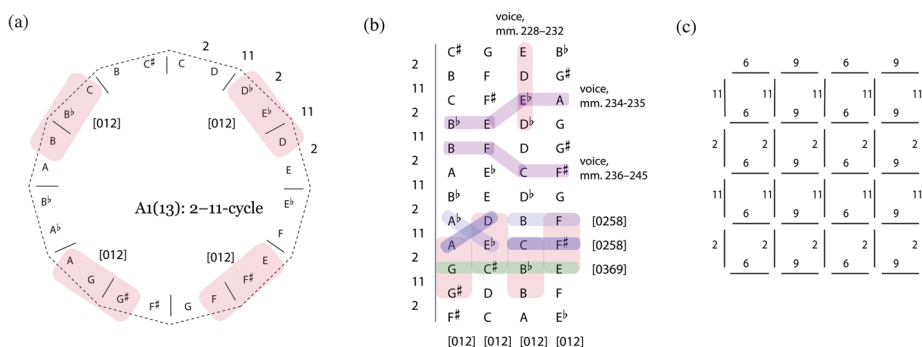 (a)
2
11
C♯ C
B D
2
C D♭
B♭ E♭
11
B [012] [012] D
2
A E
B♭ E♭
A1(13): 2–11-cycle
A♭ F
A [012] [012] E
G F♯
G♯ F♯ G F
(b)
voice,
mm. 228–232
C♯ G E B♭
2
B F D G♯
11
C F♯ E♭ A
voice,
mm. 234-235
2
B♭ E D♭ G
11
B F D G♯
2
A E♭ C F♯
voice,
mm. 236–245
11
B♭ E D♭ G
2
A♭ D B F [0258]
11
A E♭ C F♯ [0258]
2
G C♯ B♭ E [0369]
11
G♯ D B F
2
F♯ C A E♭
[012] [012] [012] [012]
(c)
6 9 6 9
11 11 11 11 11
6 9 6 9
2 2 2 2 2
6 9 6 9
11 11 11 11 11
6 9 6 9
2 2 2 2 2
6 9 6 9